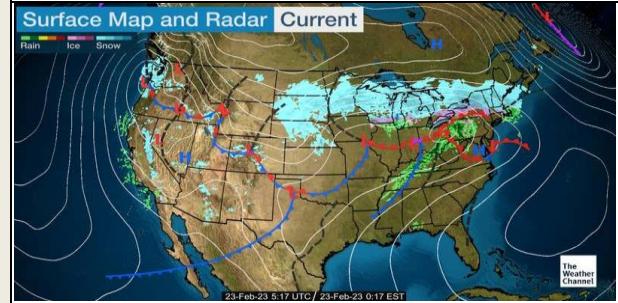 Surface Map and Radar Current
Rain Ice Snow
H
L
L
L
L
H
L
L
L
L
H
The
Weather
Channel
23-Feb-23 5:17 UTC / 23-Feb-23 0:17 EST